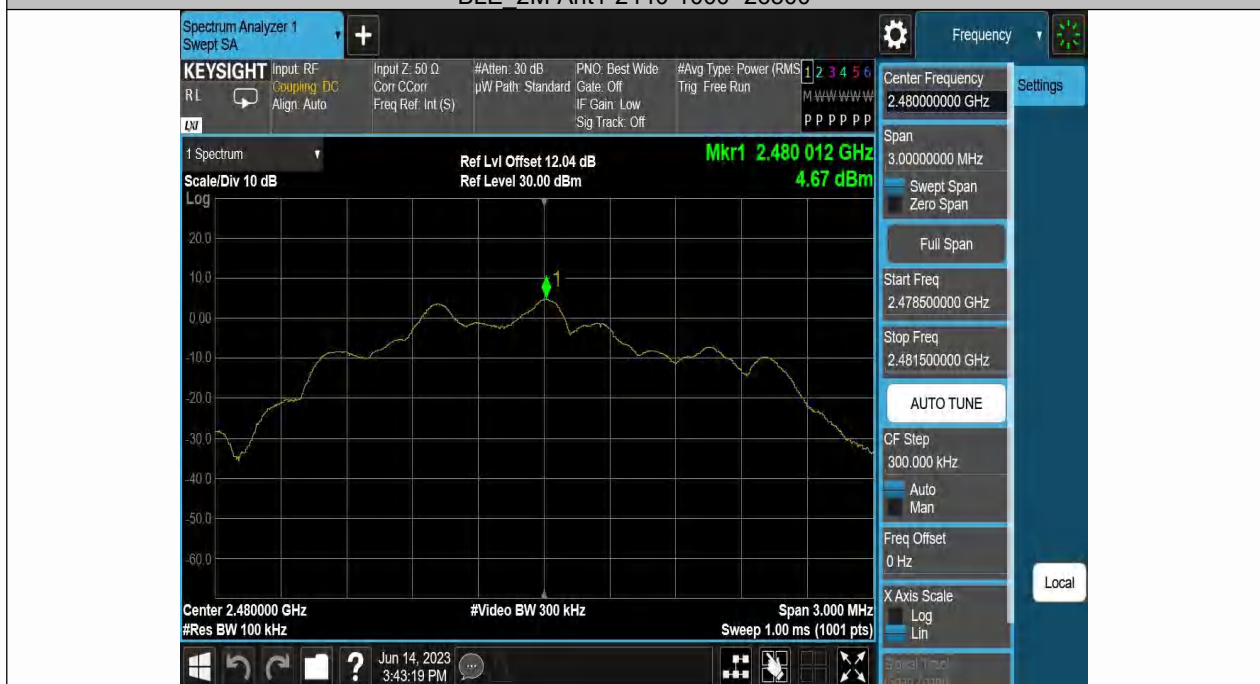 Spectrum Analyzer 1
Swept SA
+
Frequency
KEYSIGHT
RL
LXI
Input: RF
Coupling: DC
Align: Auto
Input Z: 50 Ω
Corr CCorr
Freq Ref: Int (S)
#Atten: 30 dB
µW Path: Standard
PNO: Best Wide
Gate: Off
IF Gain: Low
Sig Track: Off
#Avg Type: Power (RMS
Trig: Free Run
1 2 3 4 5 6
M W W W W W
P P P P P P
Center Frequency
2.480000000 GHz
Settings
Span
3.00000000 MHz
Swept Span
Zero Span
Full Span
Start Freq
2.478500000 GHz
Stop Freq
2.481500000 GHz
AUTO TUNE
CF Step
300.000 kHz
Auto
Man
Freq Offset
0 Hz
X Axis Scale
Log
Lin
Local
1 Spectrum
Scale/Div 10 dB
Ref Lvl Offset 12.04 dB
Ref Level 30.00 dBm
Mkr1 2.480 012 GHz
4.67 dBm
Log
20.0
10.0
1
0.00
-10.0
-20.0
-30.0
-40.0
-50.0
-60.0
Center 2.480000 GHz
#Video BW 300 kHz
Span 3.000 MHz
#Res BW 100 kHz
Sweep 1.00 ms (1001 pts)
?
Jun 14, 2023
3:43:19 PM